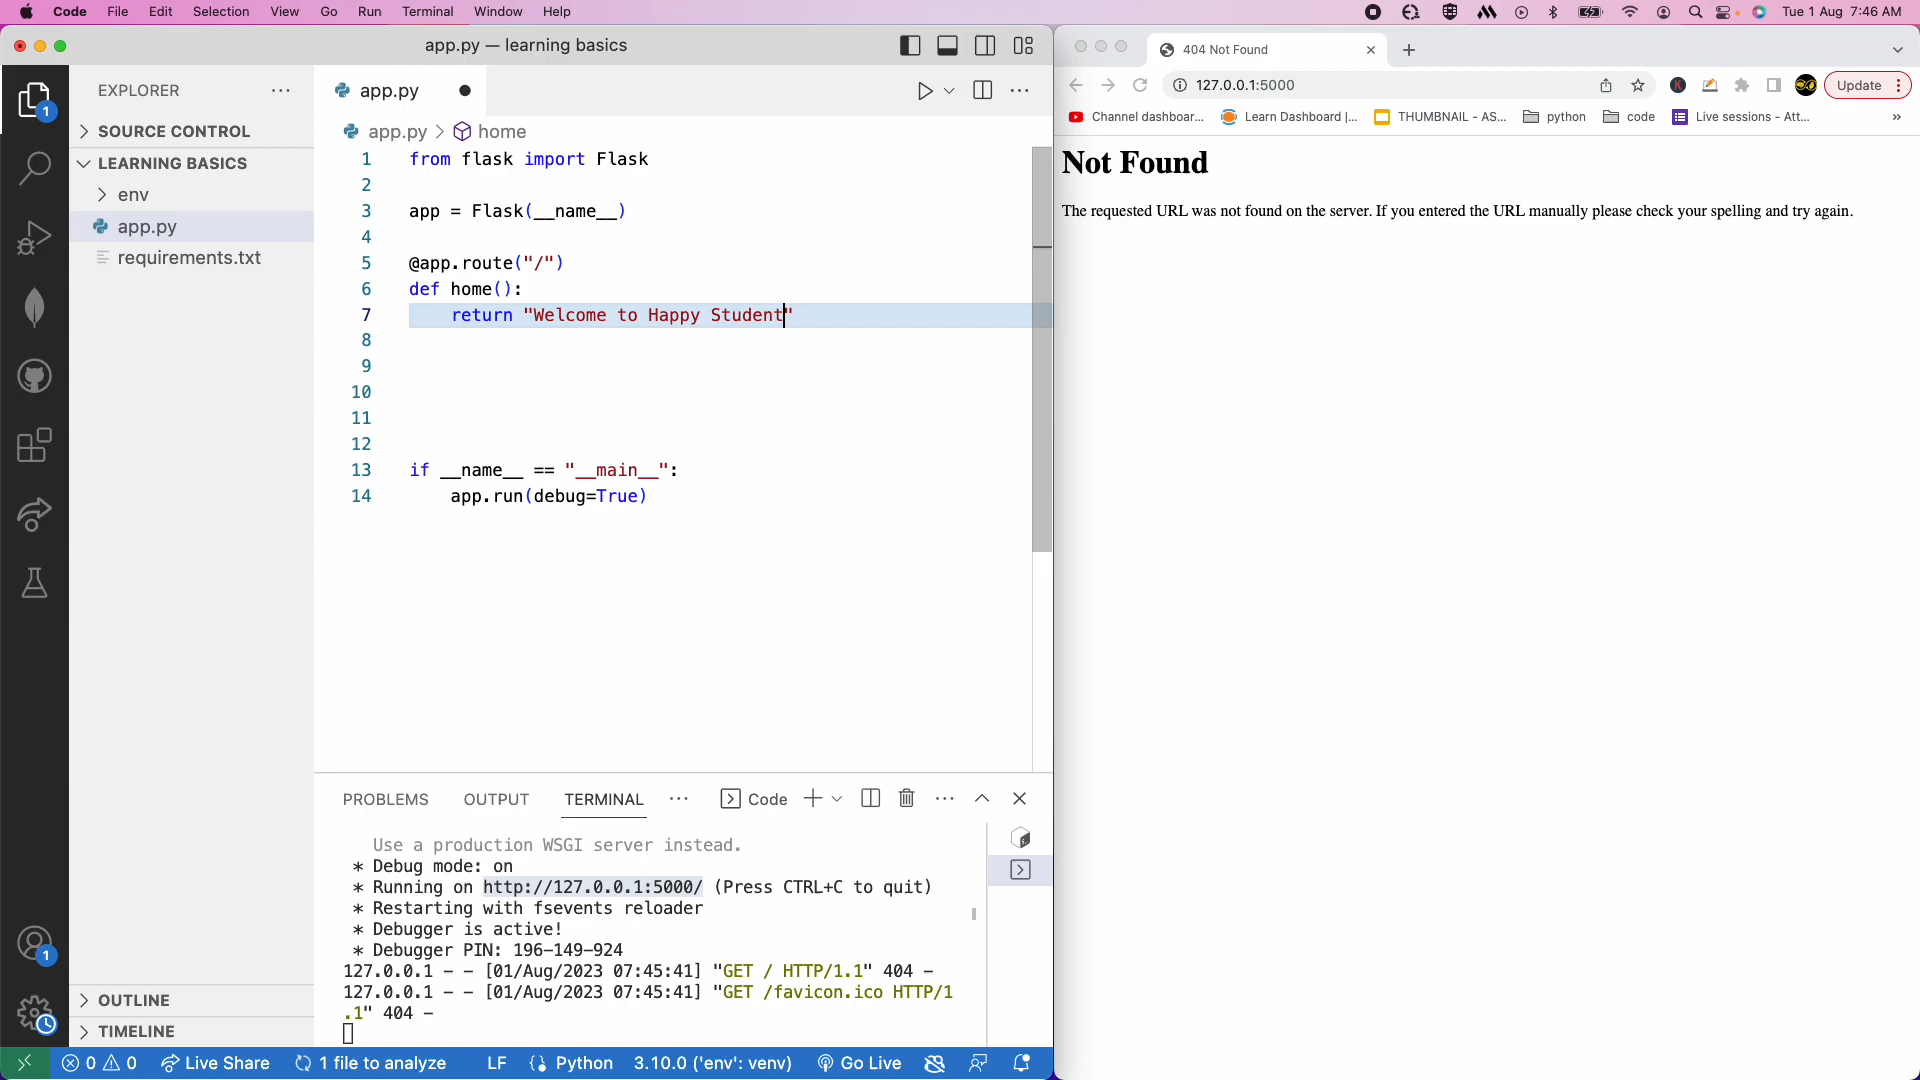 Code File Edit Selection View Go Run Terminal Window Help Tue 1 Aug 7:46 AM
app.py — learning basics
EXPLORER
SOURCE CONTROL
LEARNING BASICS
env
app.py
requirements.txt
OUTLINE
TIMELINE
1
1
app.py
app.py > home
1 from flask import Flask
2
3 app = Flask(__name__)
4
5 @app.route("/")
6 def home():
7 return "Welcome to Happy Student"
8
9
10
11
12
13 if __name__ == "__main__":
14 app.run(debug=True)
PROBLEMS OUTPUT TERMINAL Code
Use a production WSGI server instead.
* Debug mode: on
* Running on http://127.0.0.1:5000/ (Press CTRL+C to quit)
* Restarting with fsevents reloader
* Debugger is active!
* Debugger PIN: 196-149-924
127.0.0.1 - - [01/Aug/2023 07:45:41] "GET / HTTP/1.1" 404 -
127.0.0.1 - - [01/Aug/2023 07:45:41] "GET /favicon.ico HTTP/1
.1" 404 -
0 0 Live Share 1 file to analyze LF {} Python 3.10.0 ('env': venv) Go Live
404 Not Found
127.0.0.1:5000 K Update
Channel dashboar... Learn Dashboard |... THUMBNAIL - AS... python code Live sessions - Att... »
Not Found
The requested URL was not found on the server. If you entered the URL manually please check your spelling and try again.